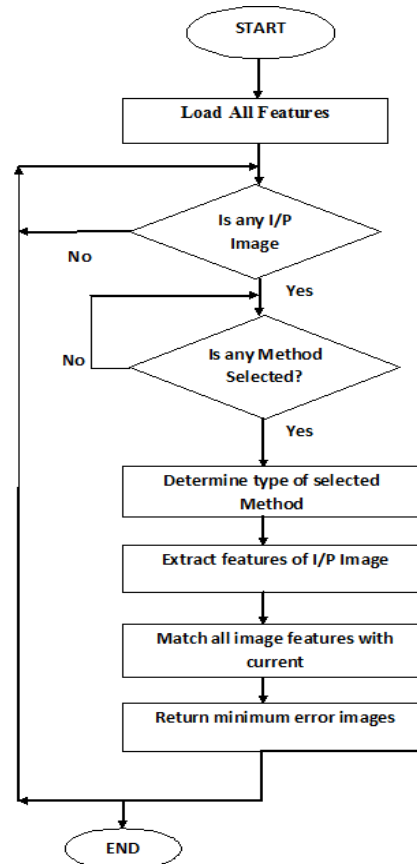 START
Load All Features
Is any I/P
Image
No
Yes
Is any Method
Selected?
No
Yes
Determine type of selected
Method
Extract features of I/P Image
Match all image features with
current
Return minimum error images
END